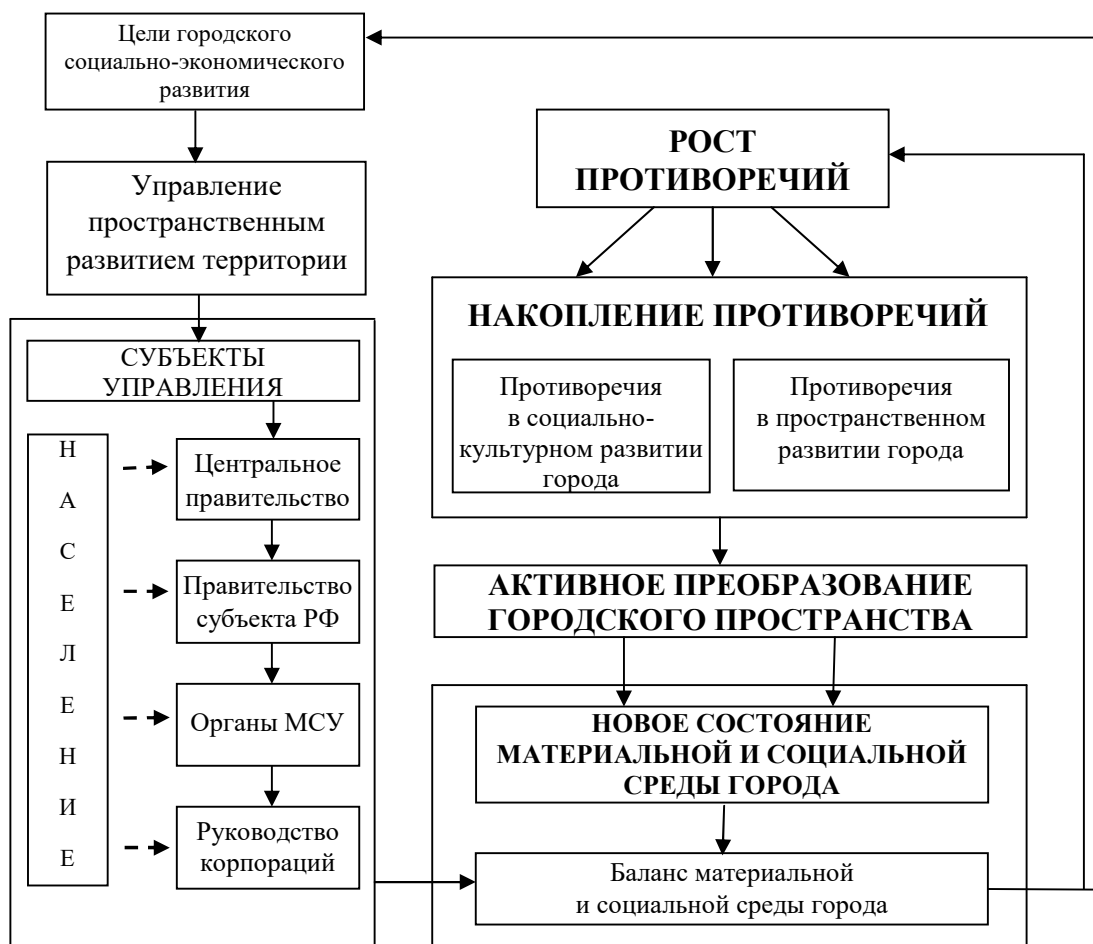 Цели городского
социально-экономического
развития
Управление
пространственным
развитием территории
СУБЪЕКТЫ
УПРАВЛЕНИЯ
Н
А
С
Е
Л
Е
Н
И
Е
Центральное
правительство
Правительство
субъекта РФ
Органы МСУ
Руководство
корпораций
РОСТ
ПРОТИВОРЕЧИЙ
НАКОПЛЕНИЕ ПРОТИВОРЕЧИЙ
Противоречия
в социально-
культурном развитии
города
Противоречия
в пространственном
развитии города
АКТИВНОЕ ПРЕОБРАЗОВАНИЕ
ГОРОДСКОГО ПРОСТРАНСТВА
НОВОЕ СОСТОЯНИЕ
МАТЕРИАЛЬНОЙ И СОЦИАЛЬНОЙ
СРЕДЫ ГОРОДА
Баланс материальной
и социальной среды города